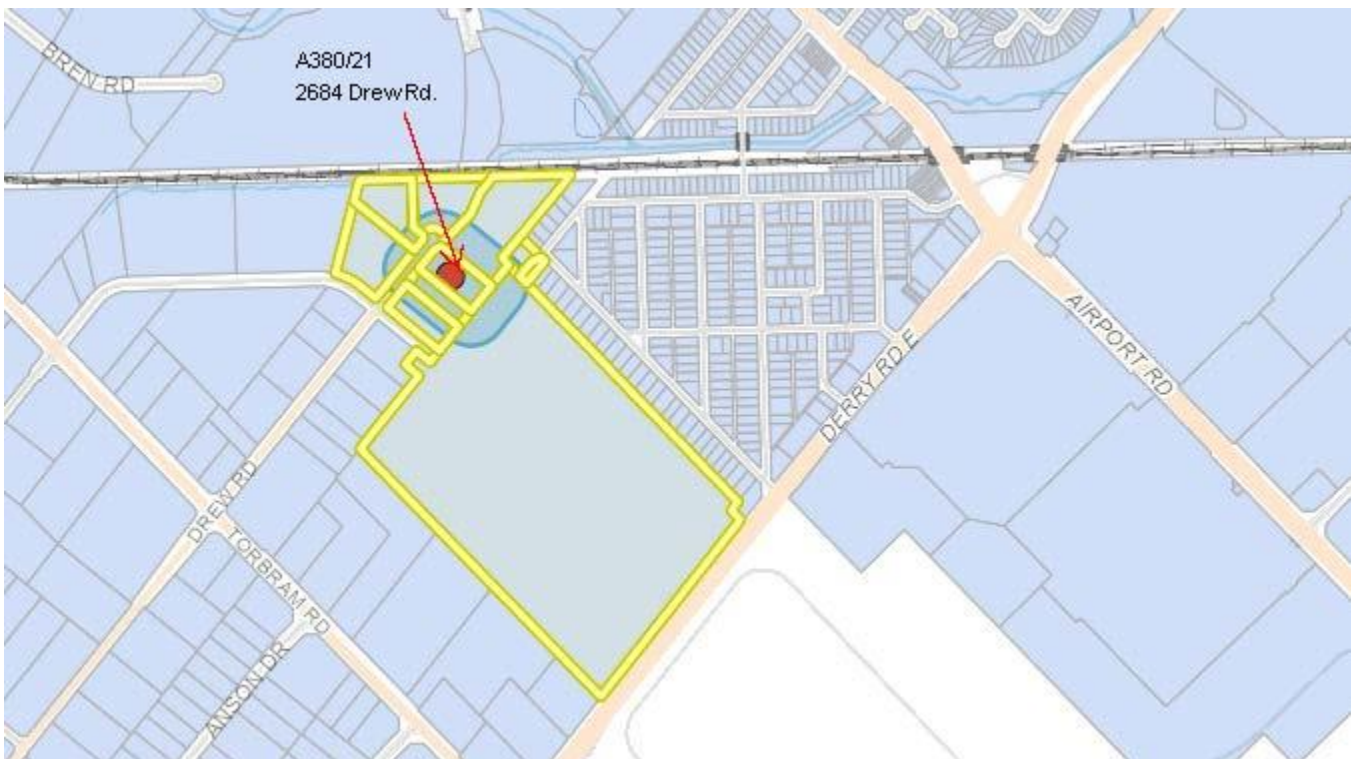 A380/21
2684 Drew Rd.
BREN RD
AIRPORT RD
DERRY RD E
DREW RD
TORBRAM RD
ANSON DR